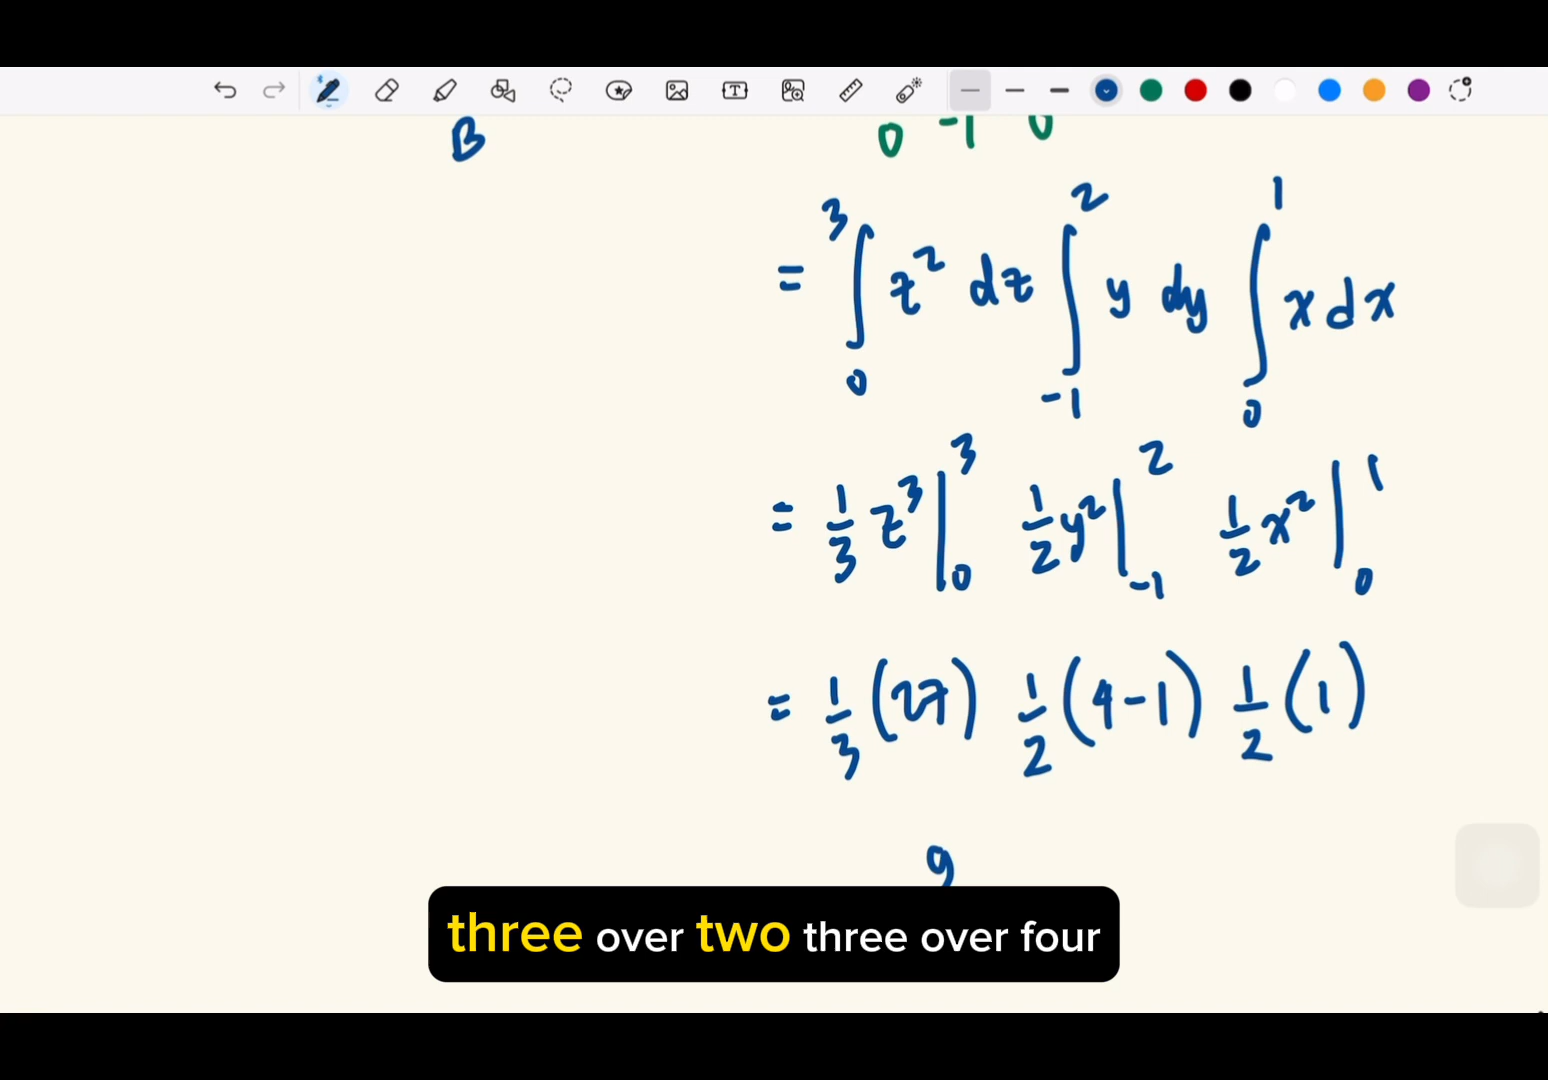 B
0 -1 0
= ∫₀³ z² dz ∫₋₁² y dy ∫₀¹ x dx
= 1/3 z³ |₀³ 1/2 y² |₋₁² 1/2 x² |₀¹
= 1/3 (27) 1/2 (4-1) 1/2 (1)
9
three over two three over four